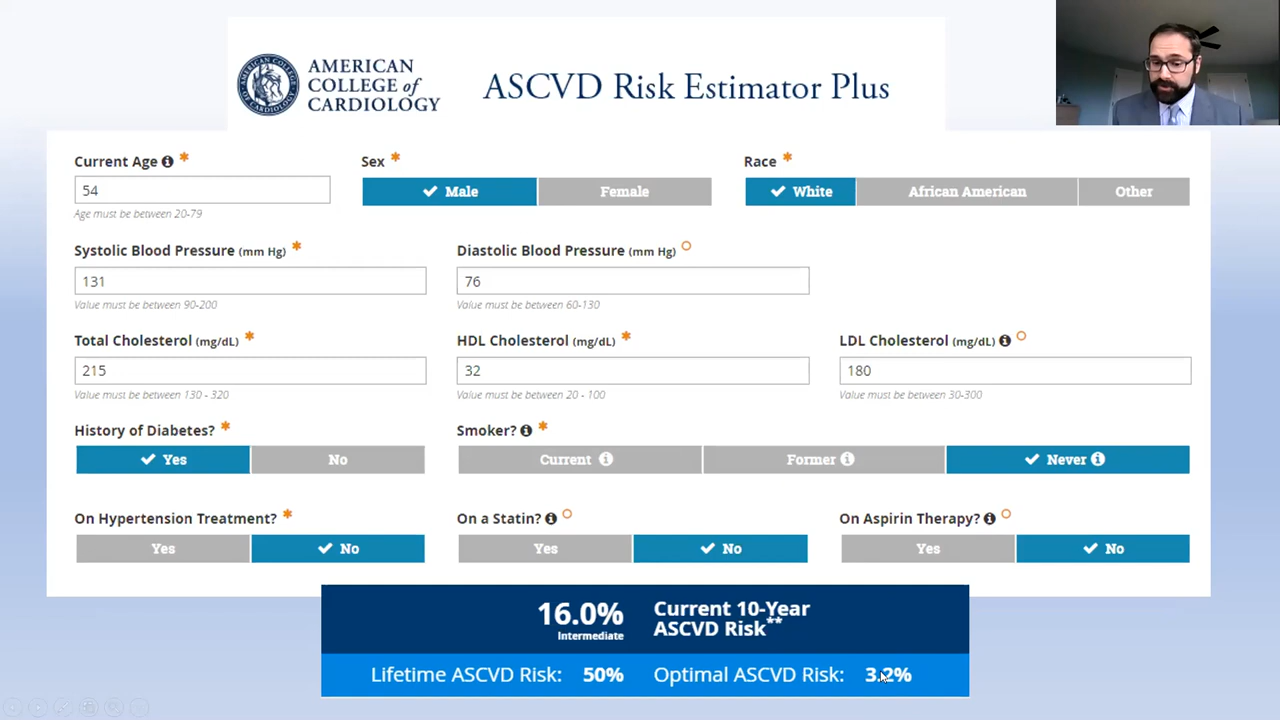 AMERICAN
COLLEGE of
CARDIOLOGY
ASCVD Risk Estimator Plus
Current Age *
Sex *
Race *
54
Male
Female
White
African American
Other
Age must be between 20-79
Systolic Blood Pressure (mm Hg) *
Diastolic Blood Pressure (mm Hg)
131
76
Value must be between 90-200
Value must be between 60-130
Total Cholesterol (mg/dL) *
HDL Cholesterol (mg/dL) *
LDL Cholesterol (mg/dL)
215
32
180
Value must be between 130 - 320
Value must be between 20 - 100
Value must be between 30-300
History of Diabetes? *
Smoker? *
Yes
No
Current
Former
Never
On Hypertension Treatment? *
On a Statin?
On Aspirin Therapy?
Yes
No
Yes
No
Yes
No
16.0%
Intermediate
Current 10-Year
ASCVD Risk**
Lifetime ASCVD Risk: 50%
Optimal ASCVD Risk: 3.2%